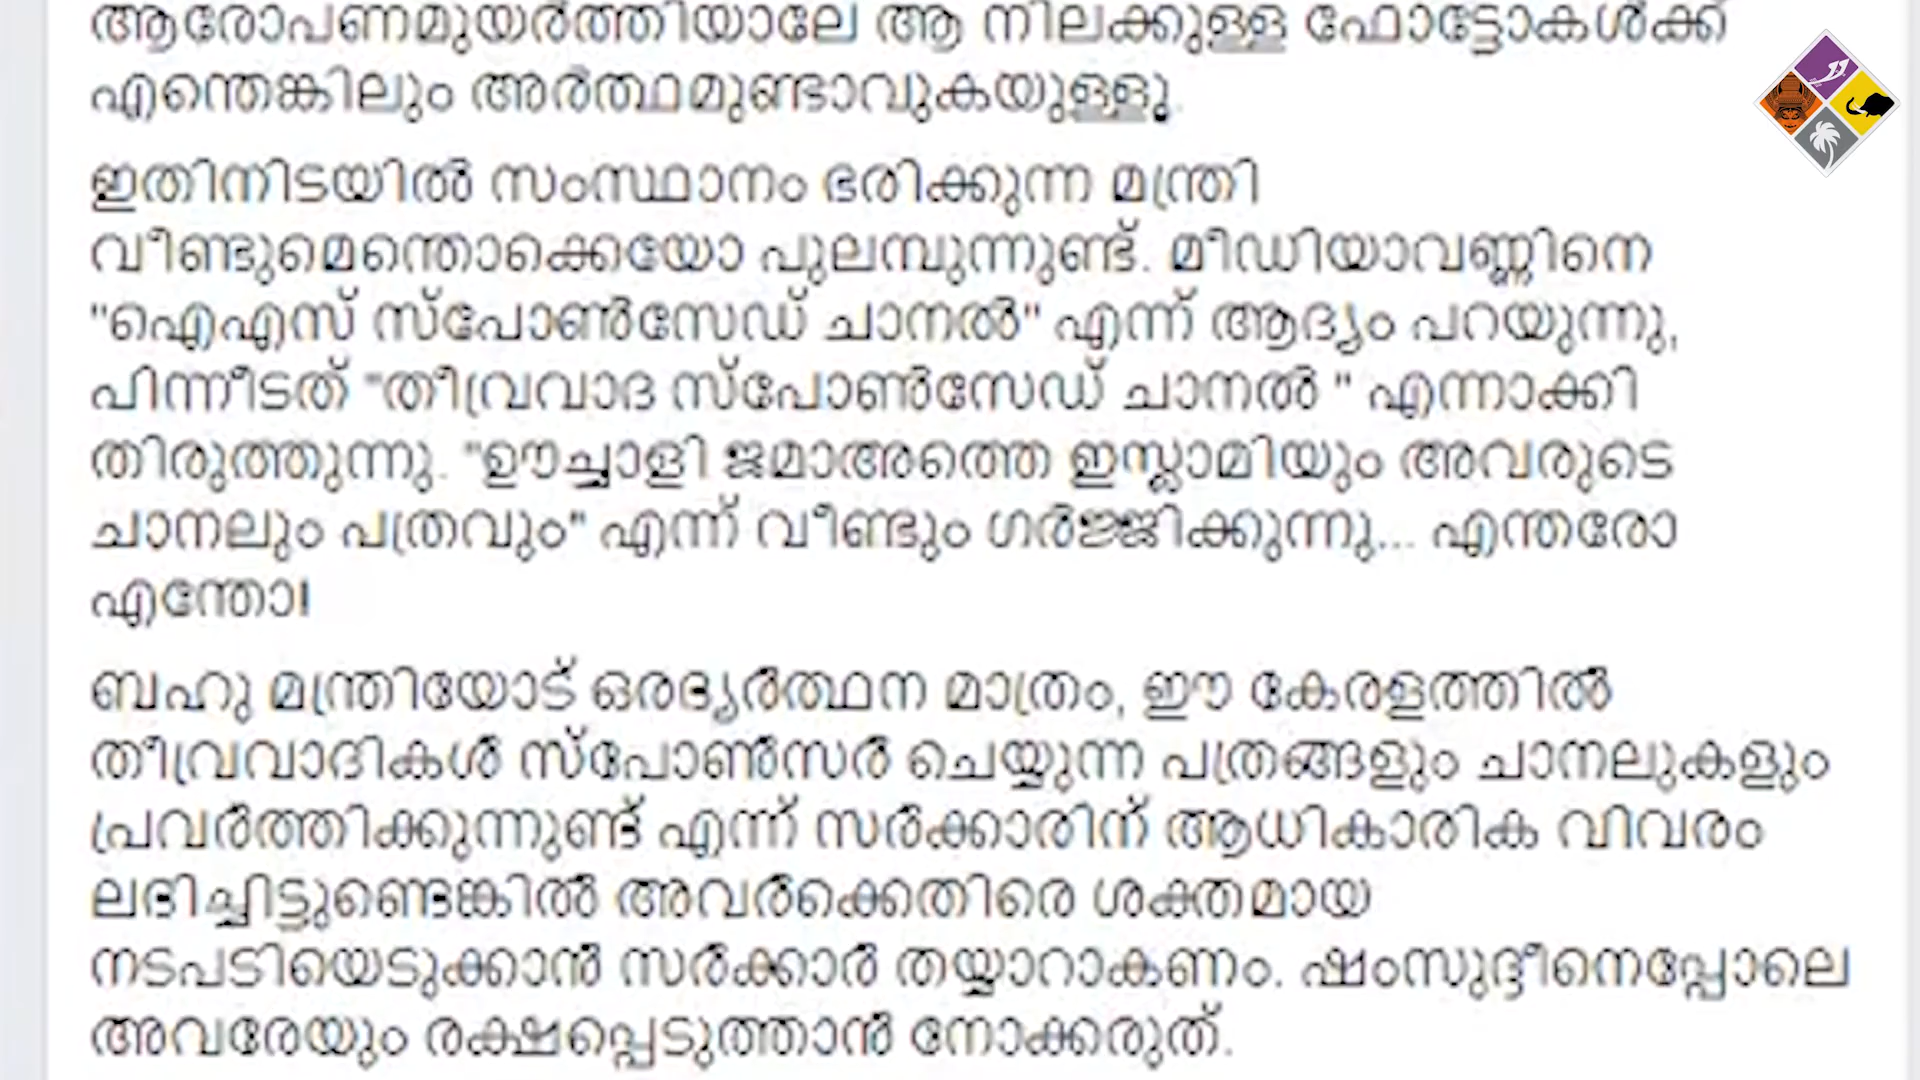 ആരോപണമുയർത്തിയാലേ ആ നിലക്കുള്ള ഫോട്ടോകൾക്ക്
എന്തെങ്കിലും അർത്ഥമുണ്ടാവുകയുള്ളൂ.
ഇതിനിടയിൽ സംസ്ഥാനം ഭരിക്കുന്ന മന്ത്രി
വീണ്ടുമെന്തൊക്കെയോ പുലമ്പുന്നുണ്ട്. മീഡിയാവണ്ണിനെ
"ഐഎസ് സ്പോൺസേഡ് ചാനൽ" എന്ന് ആദ്യം പറയുന്നു,
പിന്നീടത് "തീവ്രവാദ സ്പോൺസേഡ് ചാനൽ " എന്നാക്കി
തിരുത്തുന്നു. "ഊച്ചാളി ജമാഅത്തെ ഇസ്ലാമിയും അവരുടെ
ചാനലും പത്രവും" എന്ന് വീണ്ടും ഗർജ്ജിക്കുന്നു... എന്തരോ
എന്തോ!
ബഹു മന്ത്രിയോട് ഒരഭ്യർത്ഥന മാത്രം, ഈ കേരളത്തിൽ
തീവ്രവാദികൾ സ്പോൺസർ ചെയ്യുന്ന പത്രങ്ങളും ചാനലുകളും
പ്രവർത്തിക്കുന്നുണ്ട് എന്ന് സർക്കാരിന് ആധികാരിക വിവരം
ലഭിച്ചിട്ടുണ്ടെങ്കിൽ അവർക്കെതിരെ ശക്തമായ
നടപടിയെടുക്കാൻ സർക്കാർ തയ്യാറാകണം. ഷംസുദ്ദീനെപ്പോലെ
അവരേയും രക്ഷപ്പെടുത്താൻ നോക്കരുത്.